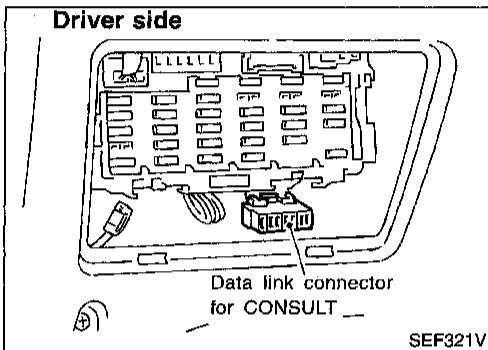 Driver side
Data link connector
for CONSULT
SEF321V